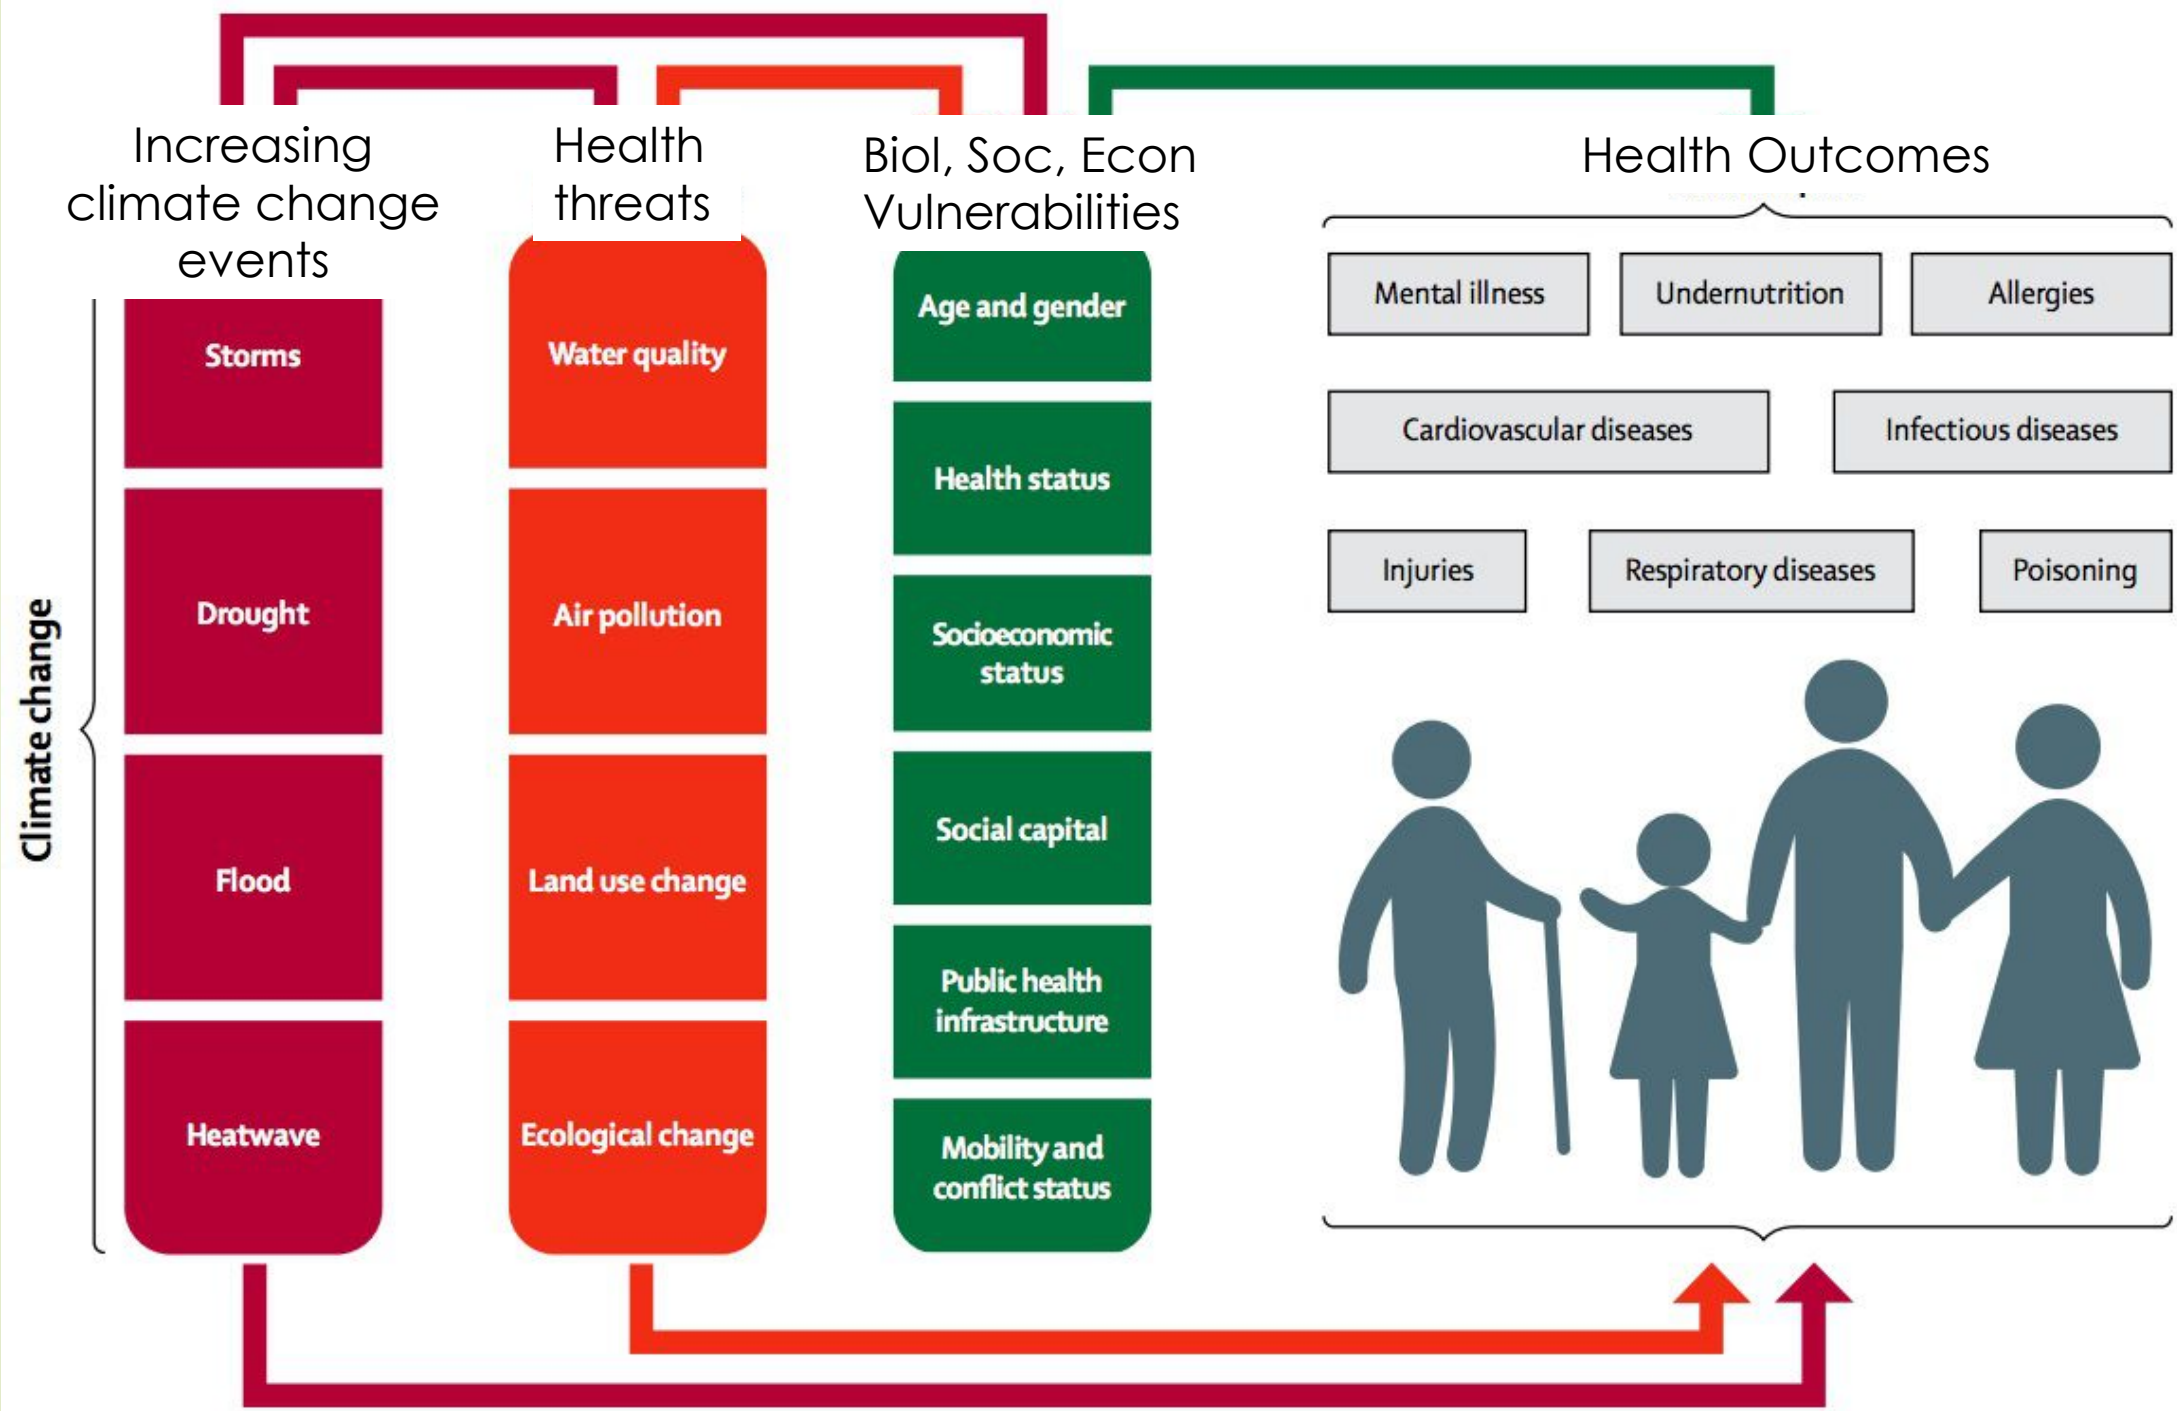 Increasing
climate change
events
Health
threats
Biol, Soc, Econ
Vulnerabilities
Health Outcomes
Climate change
Storms
Drought
Flood
Heatwave
Water quality
Air pollution
Land use change
Ecological change
Age and gender
Health status
Socioeconomic
status
Social capital
Public health
infrastructure
Mobility and
conflict status
Mental illness
Undernutrition
Allergies
Cardiovascular diseases
Infectious diseases
Injuries
Respiratory diseases
Poisoning